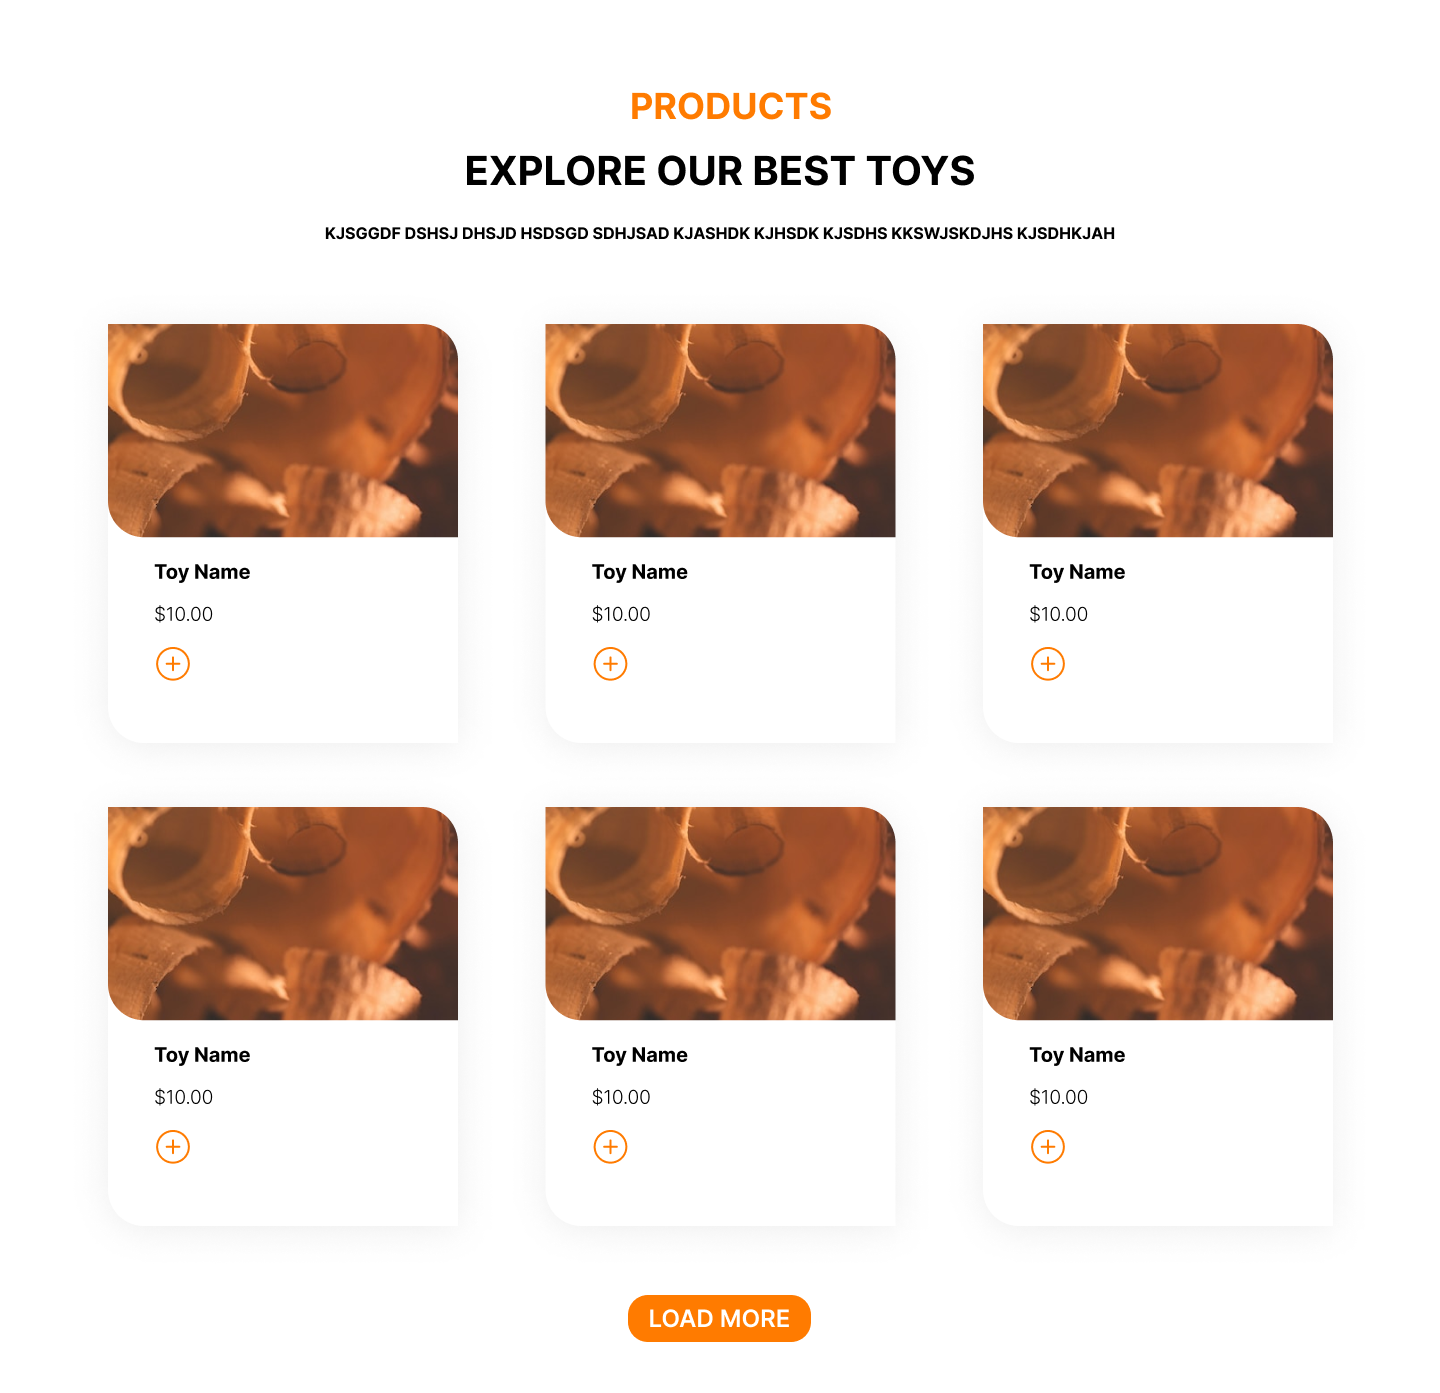 PRODUCTS
EXPLORE OUR BEST TOYS
KJSGGDF DSHSJ DHSJD HSDSGD SDHJSAD KJASHDK KJHSDK KJSDHS KKSWJSKDJHS KJSDHKJAH
Toy Name
$10.00
Toy Name
$10.00
Toy Name
$10.00
Toy Name
$10.00
Toy Name
$10.00
Toy Name
$10.00
LOAD MORE